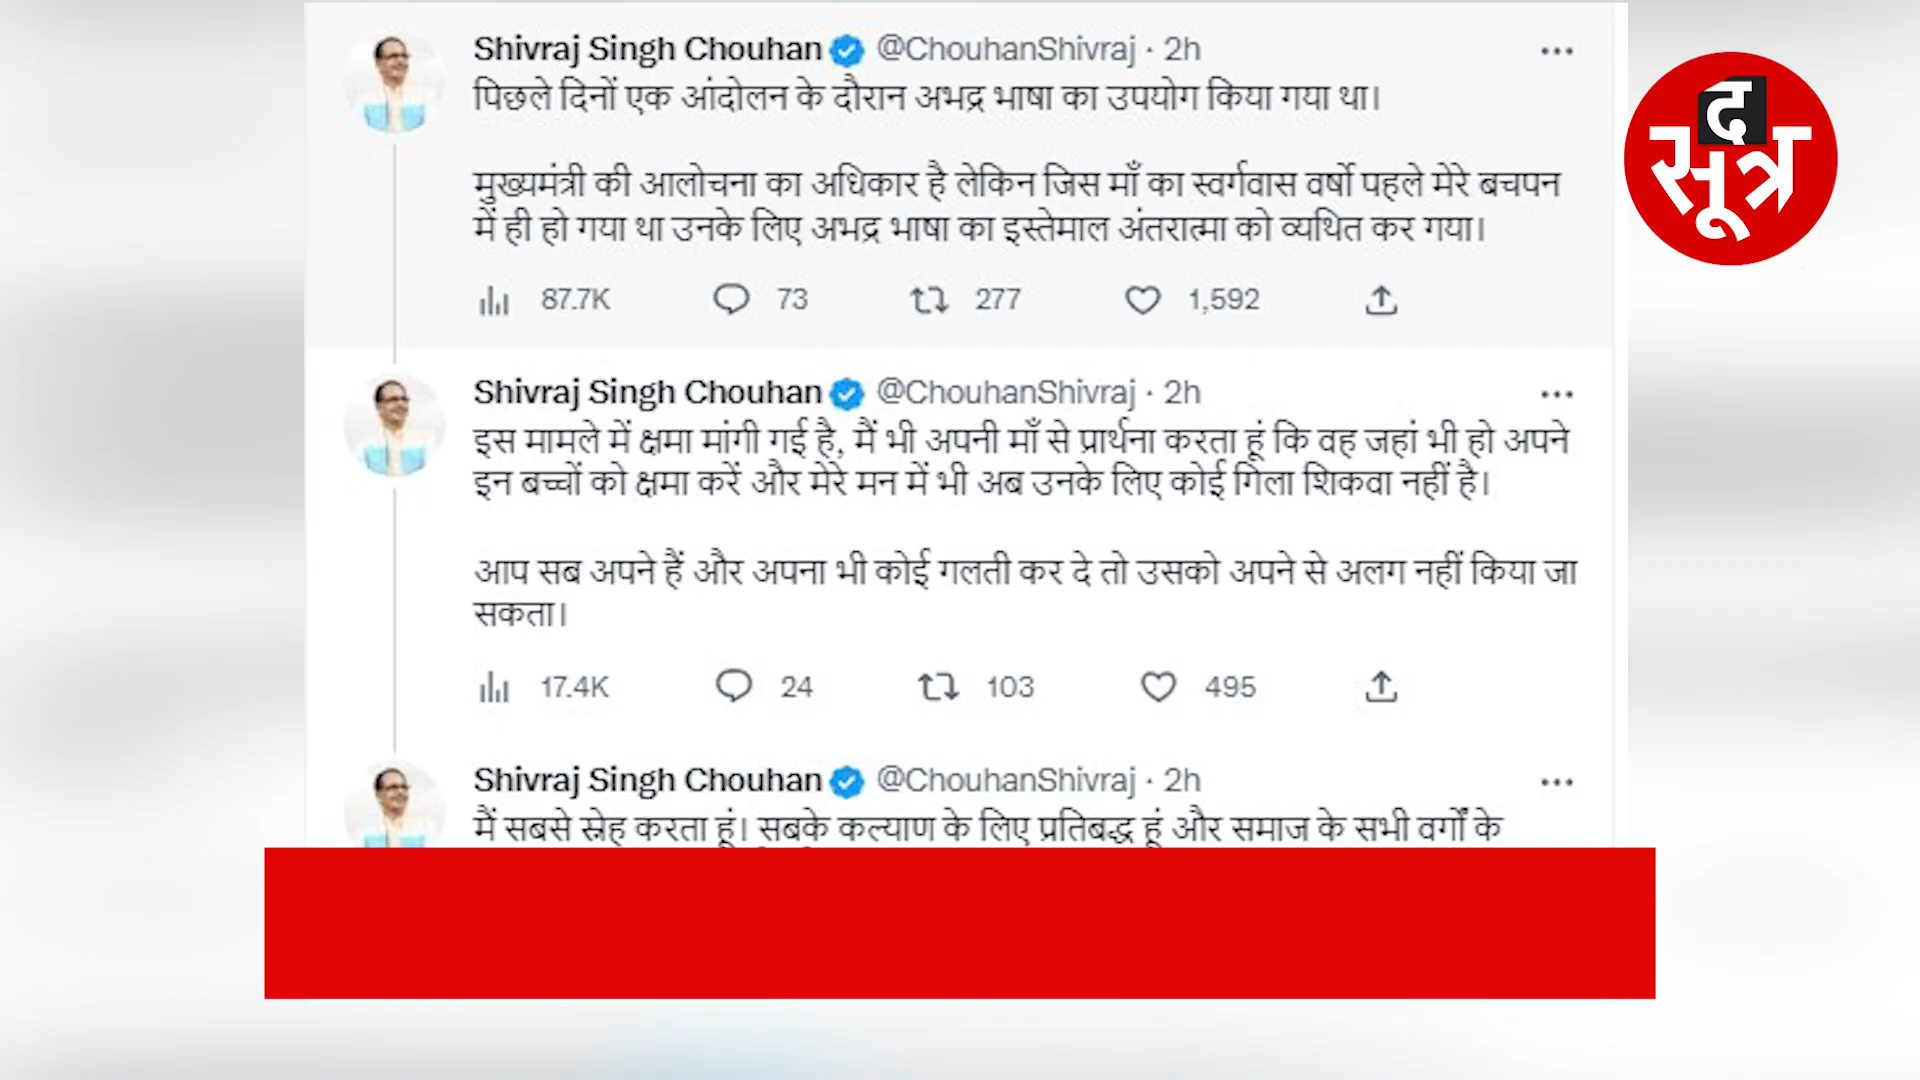 Shivraj Singh Chouhan @ChouhanShivraj · 2h
पिछले दिनों एक आंदोलन के दौरान अभद्र भाषा का उपयोग किया गया था।
मुख्यमंत्री की आलोचना का अधिकार है लेकिन जिस माँ का स्वर्गवास वर्षो पहले मेरे बचपन
में ही हो गया था उनके लिए अभद्र भाषा का इस्तेमाल अंतरात्मा को व्यथित कर गया।
87.7K 73 277 1,592
Shivraj Singh Chouhan @ChouhanShivraj · 2h
इस मामले में क्षमा मांगी गई है, मैं भी अपनी माँ से प्रार्थना करता हूं कि वह जहां भी हो अपने
इन बच्चों को क्षमा करें और मेरे मन में भी अब उनके लिए कोई गिला शिकवा नहीं है।
आप सब अपने हैं और अपना भी कोई गलती कर दे तो उसको अपने से अलग नहीं किया जा
सकता।
17.4K 24 103 495
Shivraj Singh Chouhan @ChouhanShivraj · 2h
मैं सबसे स्नेह करता हूं। सबके कल्याण के लिए प्रतिबद्ध हूं और समाज के सभी वर्गों के
द
सूत्र